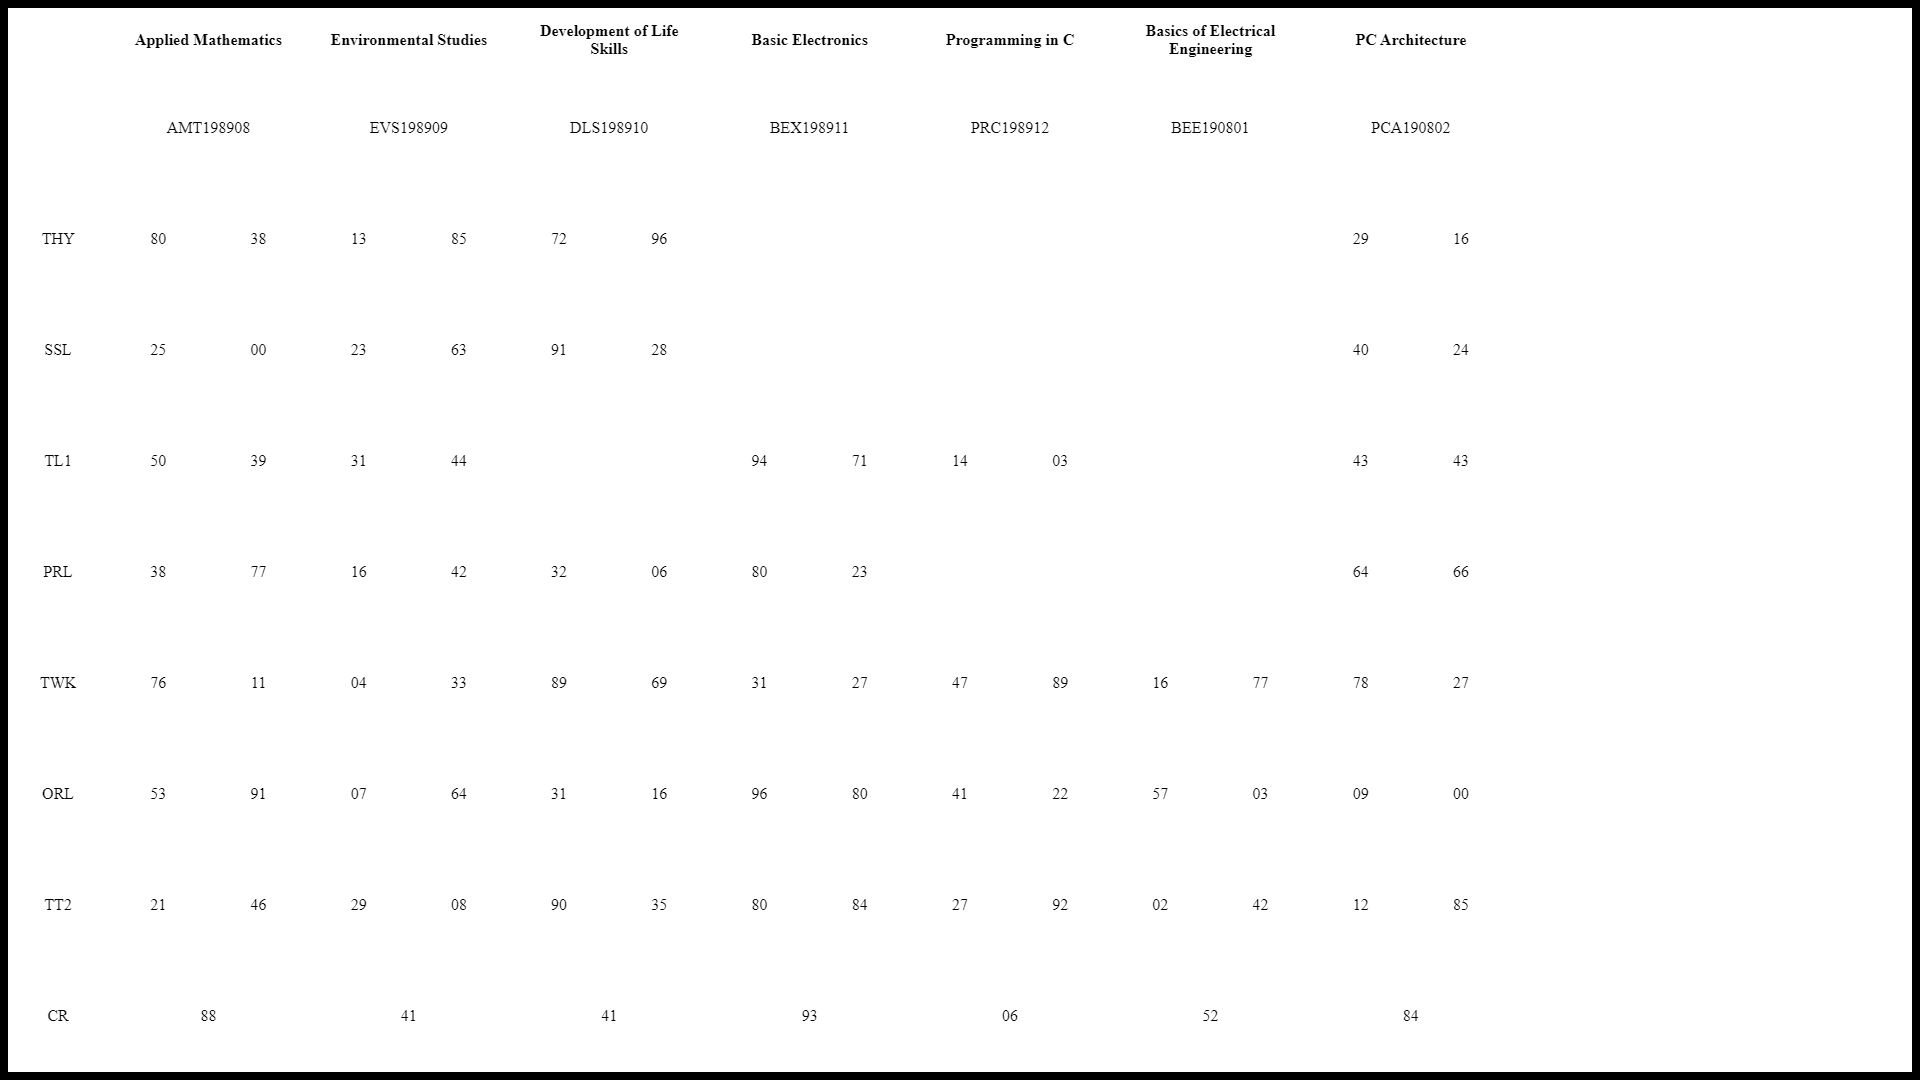 Applied Mathematics Environmental Studies Development of Life Skills Basic Electronics Programming in C Basics of Electrical Engineering PC Architecture
AMT198908 EVS198909 DLS198910 BEX198911 PRC198912 BEE190801 PCA190802
THY 80 38 13 85 72 96 29 16
SSL 25 00 23 63 91 28 40 24
TL1 50 39 31 44 94 71 14 03 43 43
PRL 38 77 16 42 32 06 80 23 64 66
TWK 76 11 04 33 89 69 31 27 47 89 16 77 78 27
ORL 53 91 07 64 31 16 96 80 41 22 57 03 09 00
TT2 21 46 29 08 90 35 80 84 27 92 02 42 12 85
CR 88 41 41 93 06 52 84